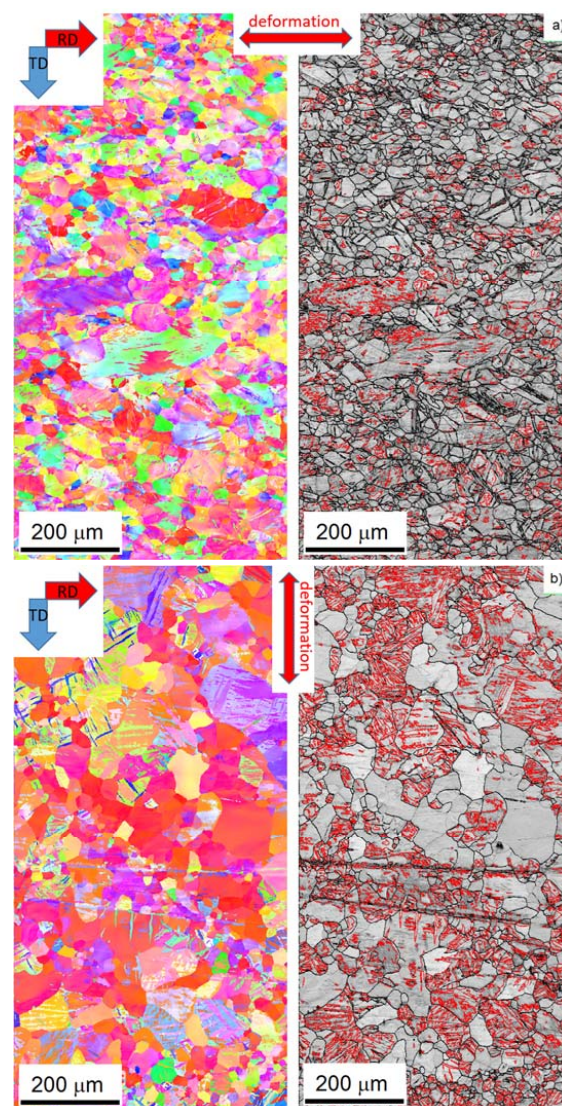 RD
deformation
a)
TD
200 μm
200 μm
RD
deformation
b)
TD
200 μm
200 μm